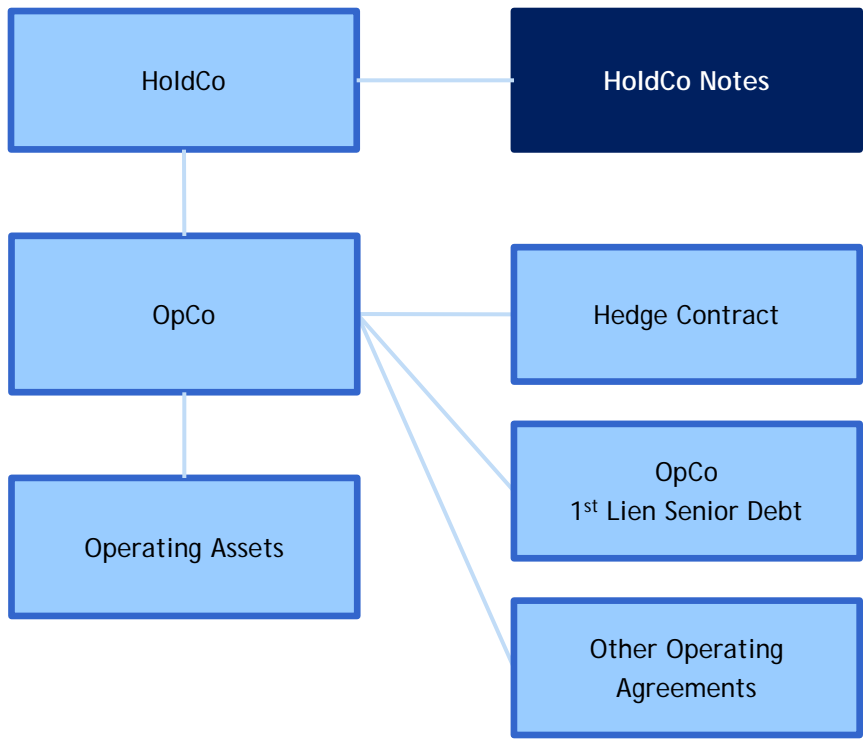 HoldCo
HoldCo Notes
OpCo
Hedge Contract
OpCo
1st Lien Senior Debt
Operating Assets
Other Operating
Agreements